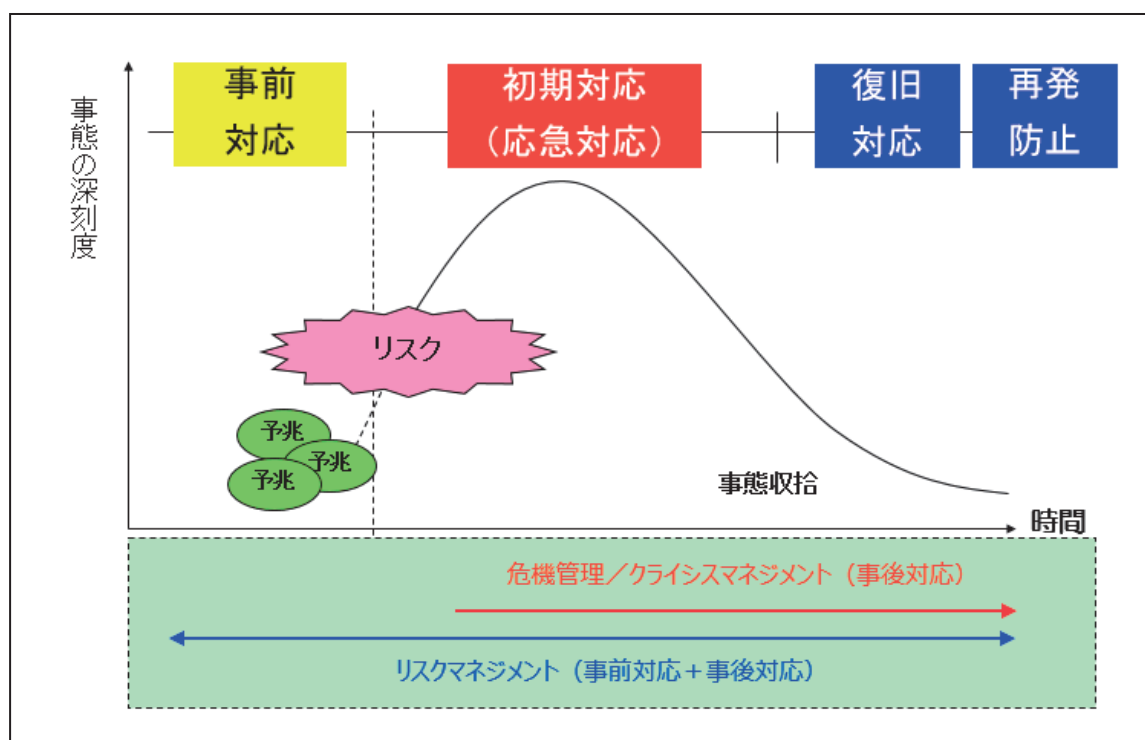 事前
対応
初期対応
（応急対応）
復旧
対応
再発
防止
事態の深刻度
リスク
予兆
予兆
予兆
事態収拾
時間
危機管理／クライシスマネジメント（事後対応）
リスクマネジメント（事前対応＋事後対応）